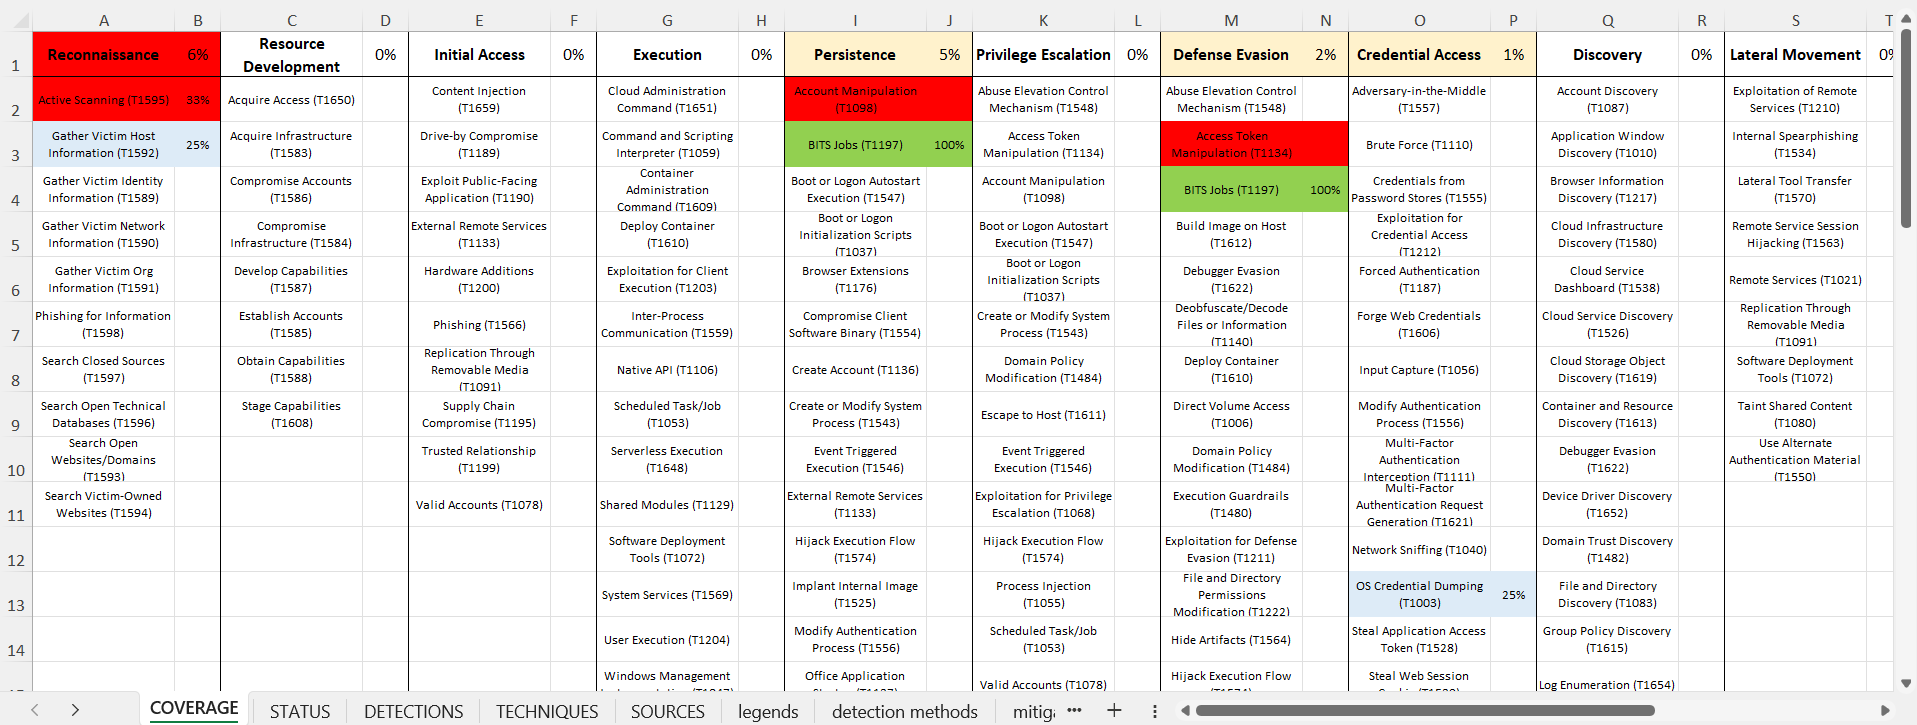 A B C D E F G H I J K L M N O P Q R S T
1 Reconnaissance 6% Resource Development 0% Initial Access 0% Execution 0% Persistence 5% Privilege Escalation 0% Defense Evasion 2% Credential Access 1% Discovery 0% Lateral Movement 0%
2 Active Scanning (T1595) 33% Acquire Access (T1650) Content Injection (T1659) Cloud Administration Command (T1651) Account Manipulation (T1098) Abuse Elevation Control Mechanism (T1548) Abuse Elevation Control Mechanism (T1548) Adversary-in-the-Middle (T1557) Account Discovery (T1087) Exploitation of Remote Services (T1210)
3 Gather Victim Host Information (T1592) 25% Acquire Infrastructure (T1583) Drive-by Compromise (T1189) Command and Scripting Interpreter (T1059) BITS Jobs (T1197) 100% Access Token Manipulation (T1134) Access Token Manipulation (T1134) Brute Force (T1110) Application Window Discovery (T1010) Internal Spearphishing (T1534)
4 Gather Victim Identity Information (T1589) Compromise Accounts (T1586) Exploit Public-Facing Application (T1190) Container Administration Command (T1609) Boot or Logon Autostart Execution (T1547) Account Manipulation (T1098) BITS Jobs (T1197) 100% Credentials from Password Stores (T1555) Browser Information Discovery (T1217) Lateral Tool Transfer (T1570)
5 Gather Victim Network Information (T1590) Compromise Infrastructure (T1584) External Remote Services (T1133) Deploy Container (T1610) Boot or Logon Initialization Scripts (T1037) Boot or Logon Autostart Execution (T1547) Build Image on Host (T1612) Exploitation for Credential Access (T1212) Cloud Infrastructure Discovery (T1580) Remote Service Session Hijacking (T1563)
6 Gather Victim Org Information (T1591) Develop Capabilities (T1587) Hardware Additions (T1200) Exploitation for Client Execution (T1203) Browser Extensions (T1176) Boot or Logon Initialization Scripts (T1037) Debugger Evasion (T1622) Forced Authentication (T1187) Cloud Service Dashboard (T1538) Remote Services (T1021)
7 Phishing for Information (T1598) Establish Accounts (T1585) Phishing (T1566) Inter-Process Communication (T1559) Compromise Client Software Binary (T1554) Create or Modify System Process (T1543) Deobfuscate/Decode Files or Information (T1140) Forge Web Credentials (T1606) Cloud Service Discovery (T1526) Replication Through Removable Media (T1091)
8 Search Closed Sources (T1597) Obtain Capabilities (T1588) Replication Through Removable Media (T1091) Native API (T1106) Create Account (T1136) Domain Policy Modification (T1484) Deploy Container (T1610) Input Capture (T1056) Cloud Storage Object Discovery (T1619) Software Deployment Tools (T1072)
9 Search Open Technical Databases (T1596) Stage Capabilities (T1608) Supply Chain Compromise (T1195) Scheduled Task/Job (T1053) Create or Modify System Process (T1543) Escape to Host (T1611) Direct Volume Access (T1006) Modify Authentication Process (T1556) Container and Resource Discovery (T1613) Taint Shared Content (T1080)
10 Search Open Websites/Domains (T1593) Trusted Relationship (T1199) Serverless Execution (T1648) Event Triggered Execution (T1546) Event Triggered Execution (T1546) Domain Policy Modification (T1484) Multi-Factor Authentication Interception (T1111) Debugger Evasion (T1622) Use Alternate Authentication Material (T1550)
11 Search Victim-Owned Websites (T1594) Valid Accounts (T1078) Shared Modules (T1129) External Remote Services (T1133) Exploitation for Privilege Escalation (T1068) Execution Guardrails (T1480) Multi-Factor Authentication Request Generation (T1621) Device Driver Discovery (T1652)
12 Software Deployment Tools (T1072) Hijack Execution Flow (T1574) Hijack Execution Flow (T1574) Exploitation for Defense Evasion (T1211) Network Sniffing (T1040) Domain Trust Discovery (T1482)
13 System Services (T1569) Implant Internal Image (T1525) Process Injection (T1055) File and Directory Permissions Modification (T1222) OS Credential Dumping (T1003) 25% File and Directory Discovery (T1083)
14 User Execution (T1204) Modify Authentication Process (T1556) Scheduled Task/Job (T1053) Hide Artifacts (T1564) Steal Application Access Token (T1528) Group Policy Discovery (T1615)
Windows Management Office Application Valid Accounts (T1078) Hijack Execution Flow Steal Web Session Log Enumeration (T1654)
COVERAGE STATUS DETECTIONS TECHNIQUES SOURCES legends detection methods mitiga ...